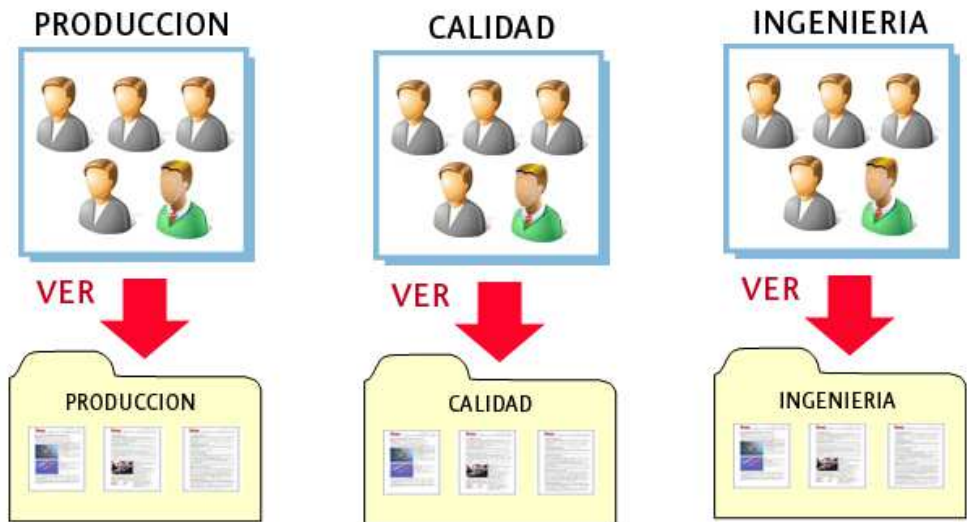 PRODUCCION
CALIDAD
INGENIERIA
VER
VER
VER
PRODUCCION
CALIDAD
INGENIERIA